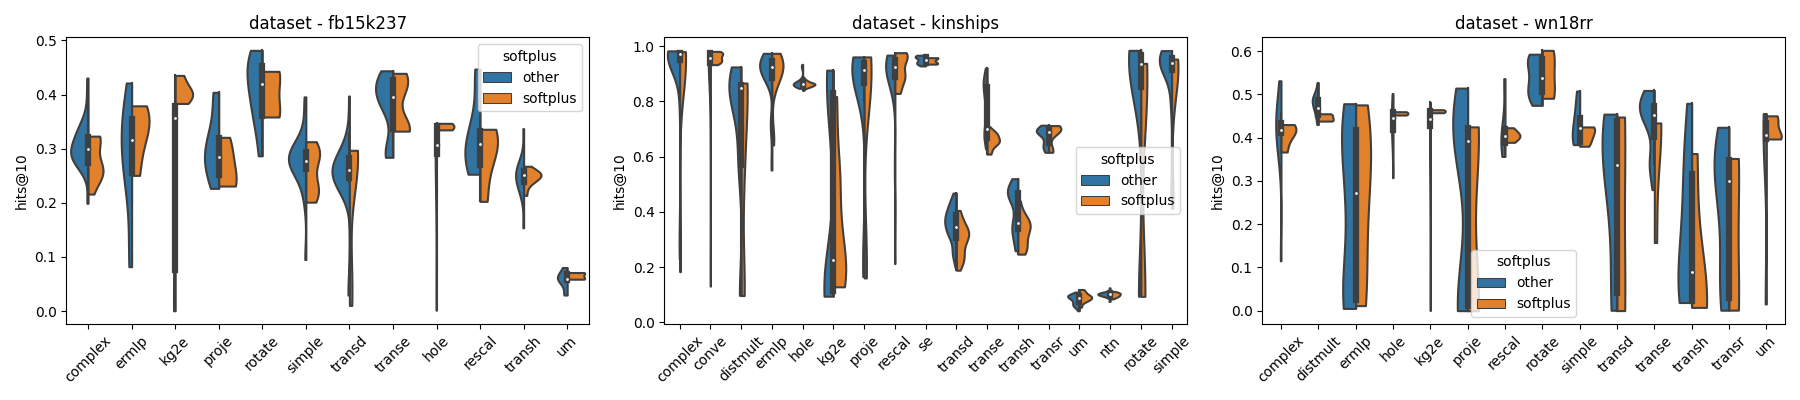 dataset - fb15k237
hits@10
0.5
0.4
0.3
0.2
0.1
0.0
softplus
other
softplus
complex
ermlp
kg2e
proje
rotate
simple
transd
transe
hole
rescal
transh
um
dataset - kinships
hits@10
1.0
0.8
0.6
0.4
0.2
0.0
softplus
other
softplus
complex
conve
distmult
ermlp
hole
kg2e
proje
rescal
se
transd
transe
transh
transr
um
ntn
rotate
simple
dataset - wn18rr
hits@10
0.6
0.5
0.4
0.3
0.2
0.1
0.0
softplus
other
softplus
complex
distmult
ermlp
hole
kg2e
proje
rescal
rotate
simple
transd
transe
transh
transr
um